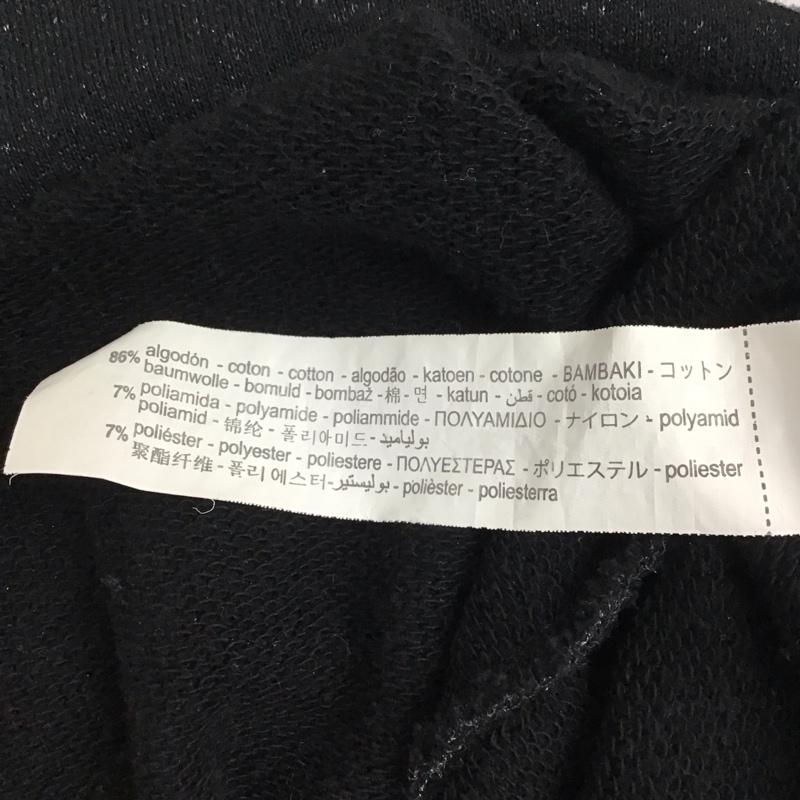 86% algodón - coton - cotton - algodão - katoen - cotone - BAMBAKI - コットン
baumwolle - bomuld - bombaž - 棉 - 면 - katun - قطن - cotó - kotoia
7% poliamida - polyamide - poliammide - ΠΟΛΥΑΜΙΔΙΟ - ナイロン - polyamid
poliamid - 锦纶 - 폴리아미드 - بولياميد
7% poliéster - polyester - poliestere - ΠΟΛΥΕΣΤΕΡΑΣ - ポリエステル - poliester
聚酯纤维 - 폴리에스터 - بوليستير - polièster - poliesterra